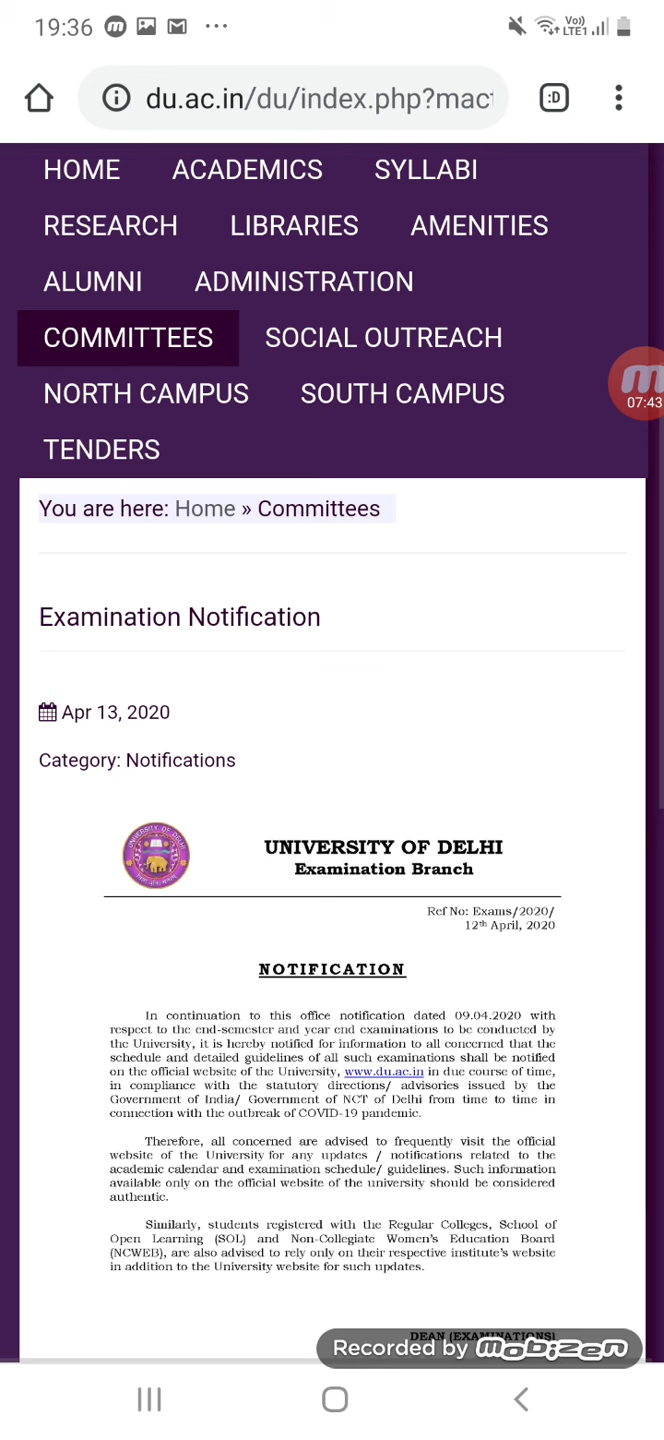 19:36
Vo)) LTE1
du.ac.in/du/index.php?mact
:D
HOME ACADEMICS SYLLABI
RESEARCH LIBRARIES AMENITIES
ALUMNI ADMINISTRATION
COMMITTEES SOCIAL OUTREACH
07:43
NORTH CAMPUS SOUTH CAMPUS
TENDERS
You are here: Home » Committees
Examination Notification
Apr 13, 2020
Category: Notifications
UNIVERSITY OF DELHI
Examination Branch
Ref No: Exams/2020/
12th April, 2020
NOTIFICATION
In continuation to this office notification dated 09.04.2020 with
respect to the end-semester and year end examinations to be conducted by
the University, it is hereby notified for information to all concerned that the
schedule and detailed guidelines of all such examinations shall be notified
on the official website of the University, www.du.ac.in in due course of time,
in compliance with the statutory directions/ advisories issued by the
Government of India/ Government of NCT of Delhi from time to time in
connection with the outbreak of COVID-19 pandemic.
Therefore, all concerned are advised to frequently visit the official
website of the University for any updates / notifications related to the
academic calendar and examination schedule/ guidelines. Such information
available only on the official website of the university should be considered
authentic.
Similarly, students registered with the Regular Colleges, School of
Open Learning (SOL) and Non-Collegiate Women's Education Board
(NCWEB), are also advised to rely only on their respective institute's website
in addition to the University website for such updates.
DEAN (EXAMINATIONS)
Recorded by mobizen